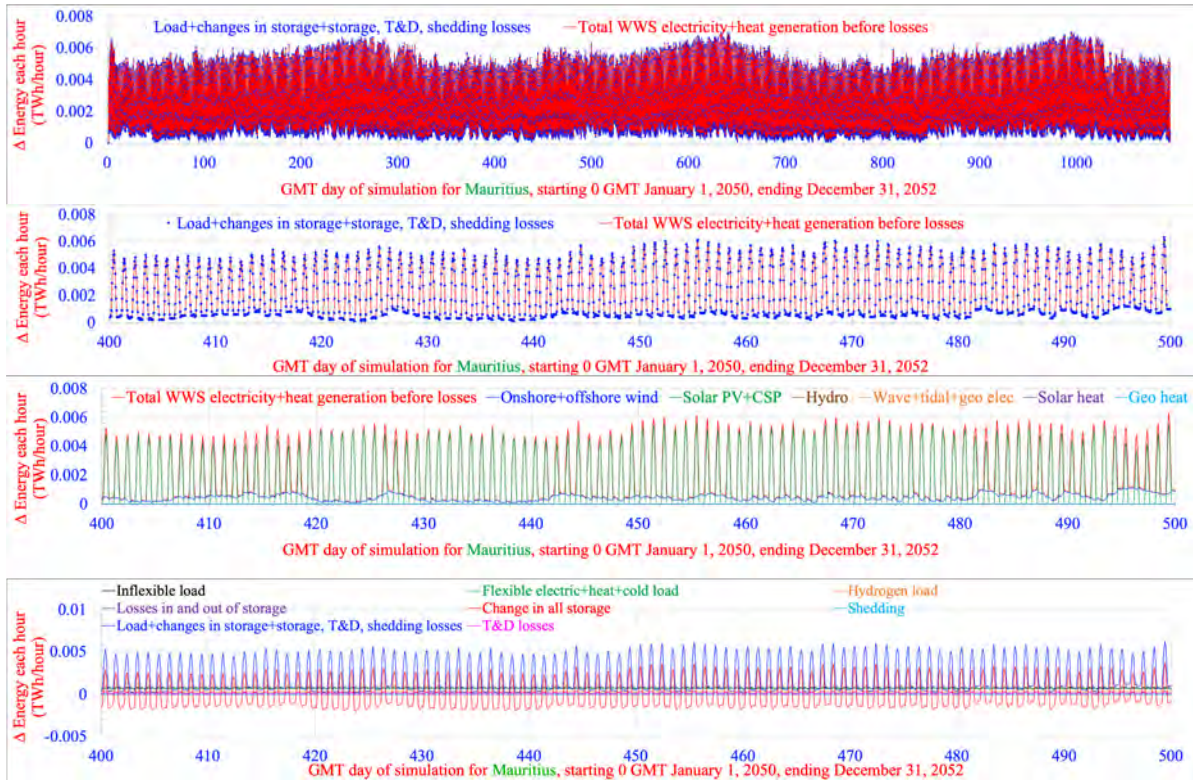 Load+changes in storage+storage, T&D, shedding losses —Total WWS electricity+heat generation before losses
Δ Energy each hour
(TWh/hour)
0.008
0.006
0.004
0.002
0
0 100 200 300 400 500 600 700 800 900 1000
GMT day of simulation for Mauritius, starting 0 GMT January 1, 2050, ending December 31, 2052
Load+changes in storage+storage, T&D, shedding losses —Total WWS electricity+heat generation before losses
Δ Energy each hour
(TWh/hour)
0.008
0.006
0.004
0.002
0
400 410 420 430 440 450 460 470 480 490 500
GMT day of simulation for Mauritius, starting 0 GMT January 1, 2050, ending December 31, 2052
—Total WWS electricity+heat generation before losses —Onshore+offshore wind —Solar PV+CSP —Hydro —Wave+tidal+geo elec —Solar heat —Geo heat
Δ Energy each hour
(TWh/hour)
0.008
0.006
0.004
0.002
0
400 410 420 430 440 450 460 470 480 490 500
GMT day of simulation for Mauritius, starting 0 GMT January 1, 2050, ending December 31, 2052
—Inflexible load —Flexible electric+heat+cold load —Hydrogen load
—Losses in and out of storage —Change in all storage —Shedding
—Load+changes in storage+storage, T&D, shedding losses —T&D losses
Δ Energy each hour
(TWh/hour)
0.01
0.005
0
-0.005
400 410 420 430 440 450 460 470 480 490 500
GMT day of simulation for Mauritius, starting 0 GMT January 1, 2050, ending December 31, 2052